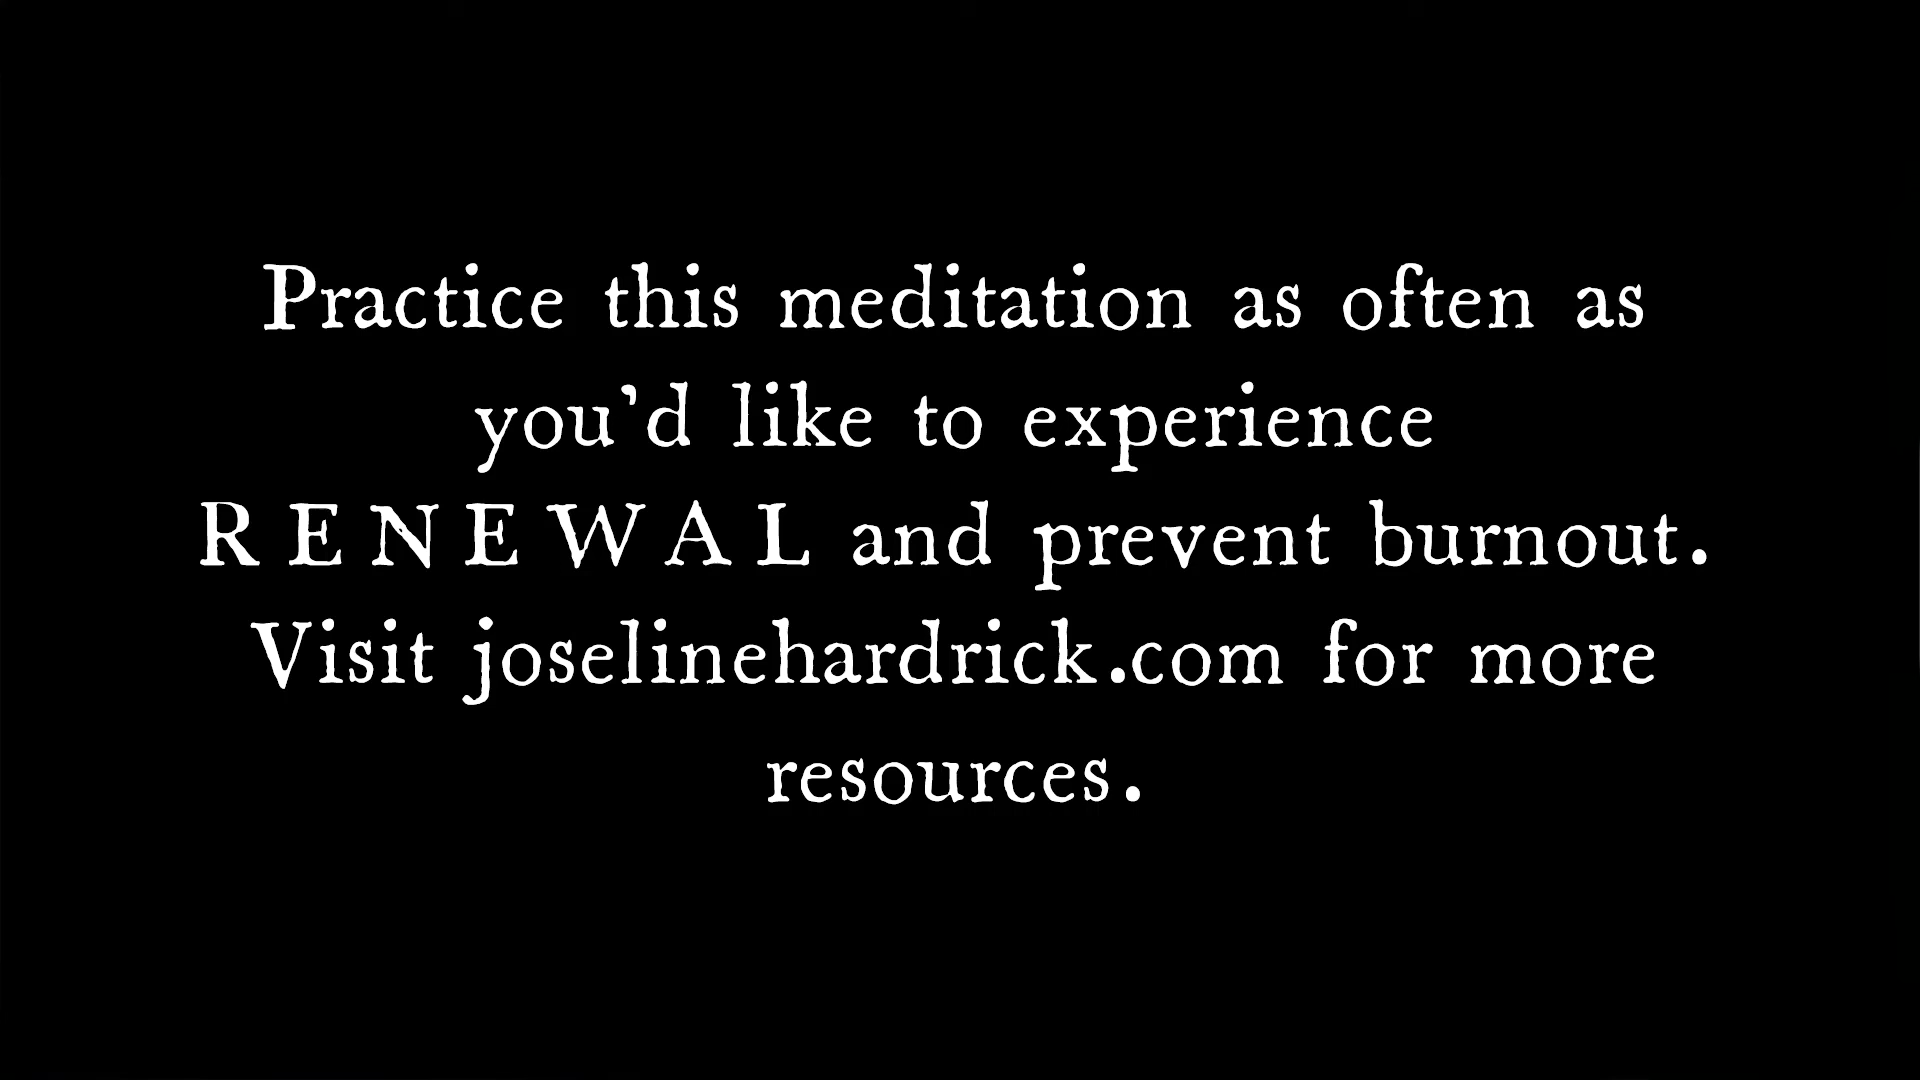 Practice this meditation as often as
you’d like to experience
R E N E W A L and prevent burnout.
Visit joselinehardrick.com for more
resources.